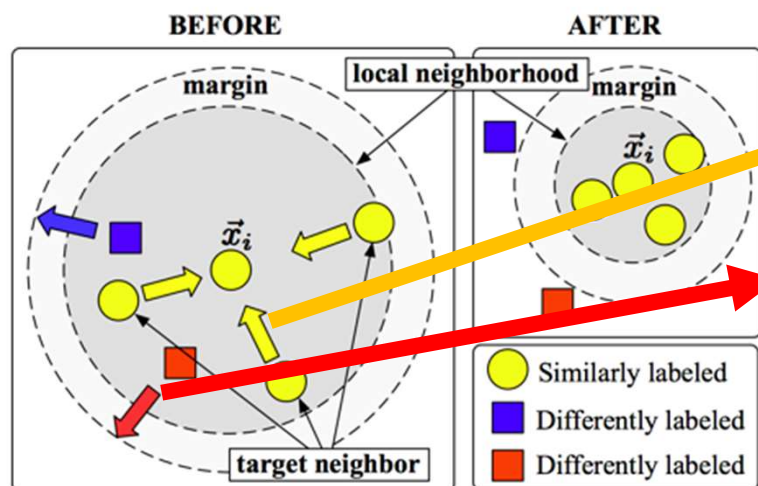 BEFORE
AFTER
local neighborhood
margin
margin
x⃗i
x⃗i
target neighbor
Similarly labeled
Differently labeled
Differently labeled